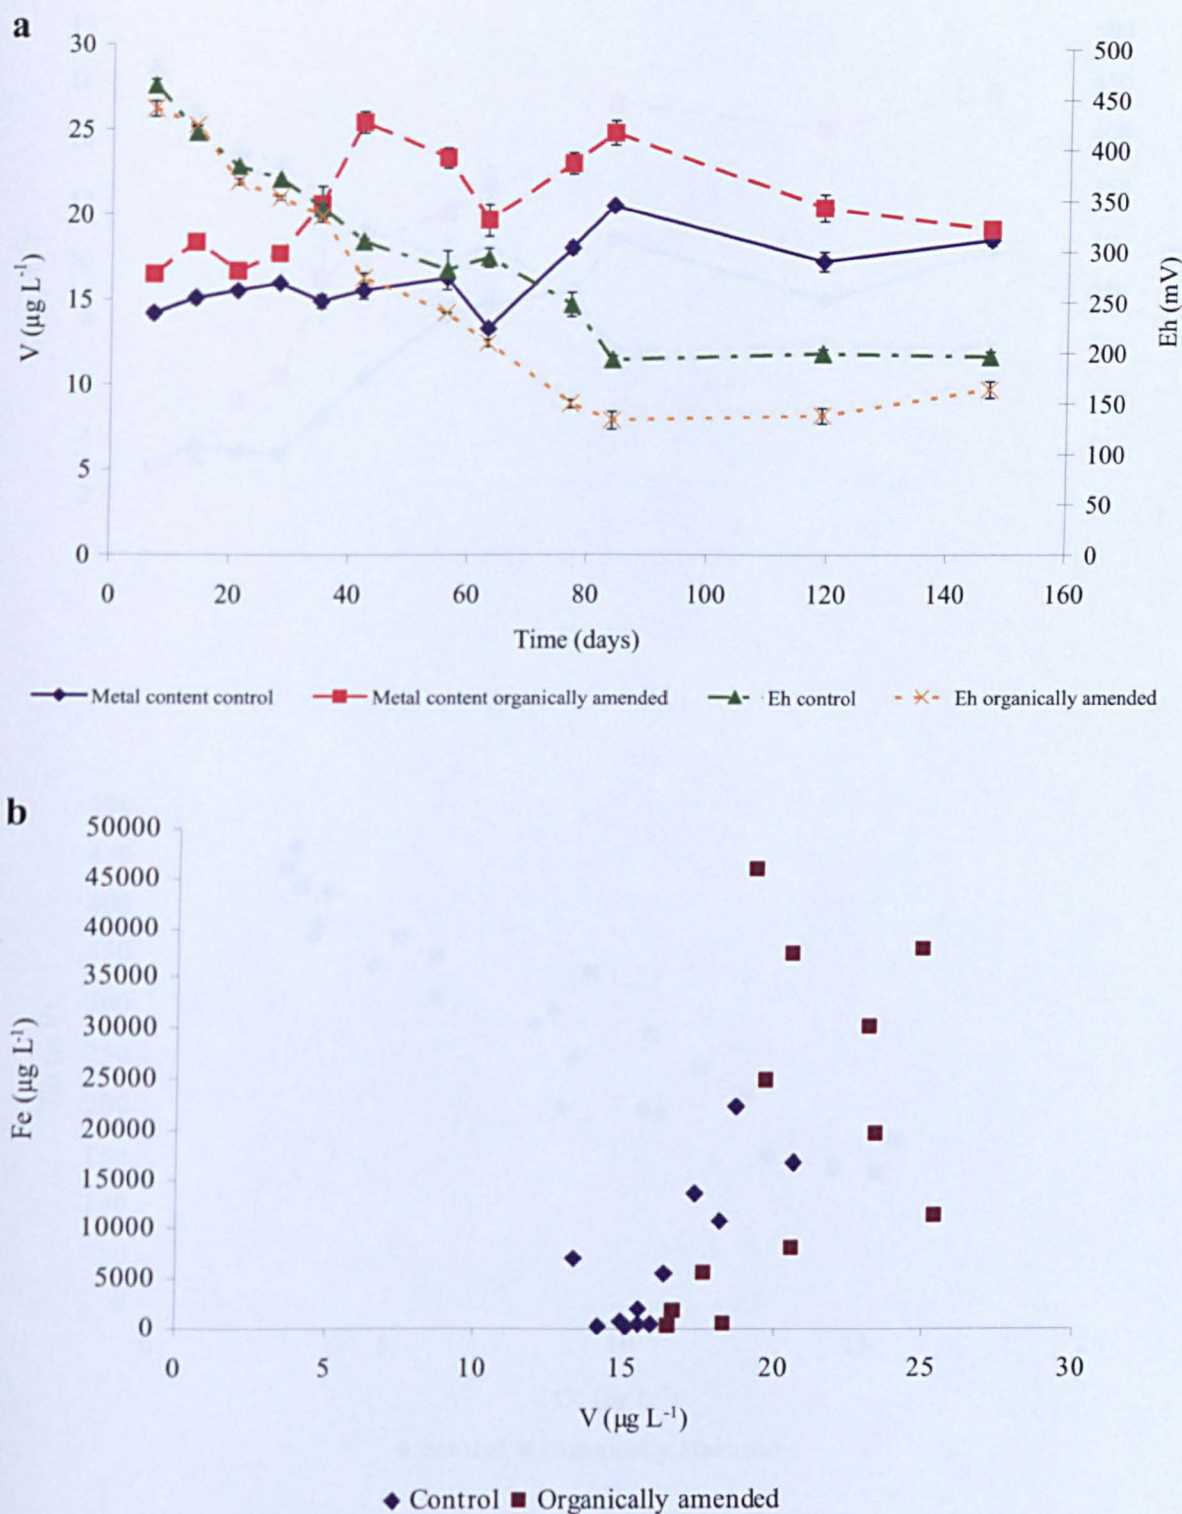 a
30
25
20
15
10
5
0
V (µg L-1)
500
450
400
350
300
250
200
150
100
50
0
Eh (mV)
0 20 40 60 80 100 120 140 160
Time (days)
Metal content control Metal content organically amended Eh control Eh organically amended
b
50000
45000
40000
35000
30000
25000
20000
15000
10000
5000
0
Fe (µg L-1)
0 5 10 15 20 25 30
V (µg L-1)
Control Organically amended